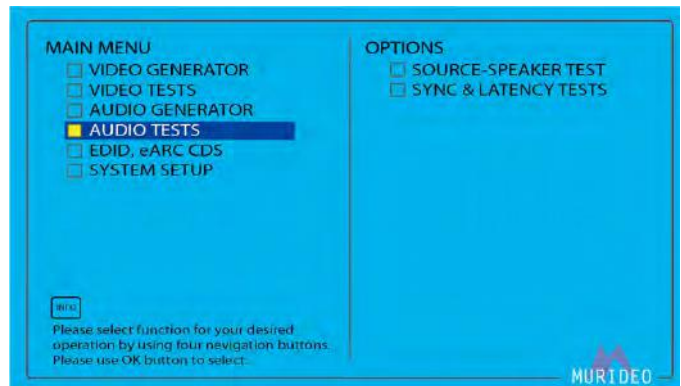 MAIN MENU
VIDEO GENERATOR
VIDEO TESTS
AUDIO GENERATOR
AUDIO TESTS
EDID, eARC CDS
SYSTEM SETUP
INFO
Please select function for your desired
operation by using four nevigation buttons.
Please use OK button to select.
OPTIONS
SOURCE-SPEAKER TEST
SYNC & LATENCY TESTS
MURIDEO